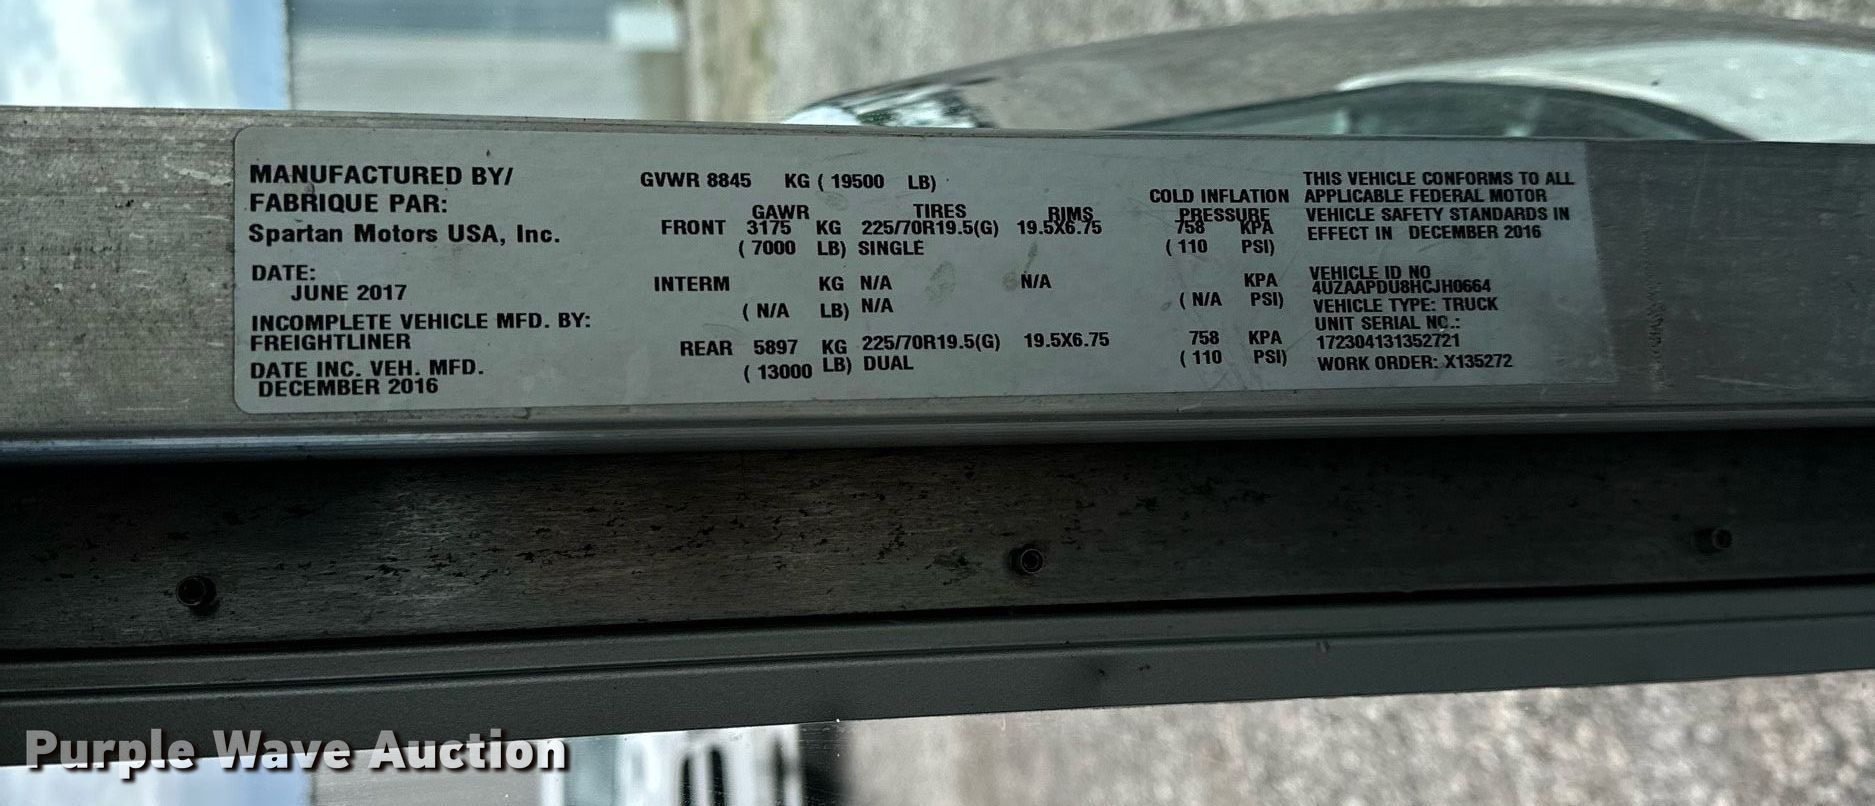 MANUFACTURED BY/
FABRIQUE PAR:
Spartan Motors USA, Inc.
DATE:
JUNE 2017
INCOMPLETE VEHICLE MFD. BY:
FREIGHTLINER
DATE INC. VEH. MFD.
DECEMBER 2016
GVWR 8845 KG ( 19500 LB)
GAWR TIRES RIMS COLD INFLATION PRESSURE
FRONT 3175 KG 225/70R19.5(G) 19.5X6.75 758 KPA
( 7000 LB) SINGLE ( 110 PSI)
INTERM KG N/A N/A KPA
( N/A LB) N/A ( N/A PSI)
REAR 5897 KG 225/70R19.5(G) 19.5X6.75 758 KPA
( 13000 LB) DUAL ( 110 PSI)
THIS VEHICLE CONFORMS TO ALL
APPLICABLE FEDERAL MOTOR
VEHICLE SAFETY STANDARDS IN
EFFECT IN DECEMBER 2016
VEHICLE ID NO
4UZAAPDU8HCJH0664
VEHICLE TYPE: TRUCK
UNIT SERIAL NO.:
172304131352721
WORK ORDER: X135272
Purple Wave Auction